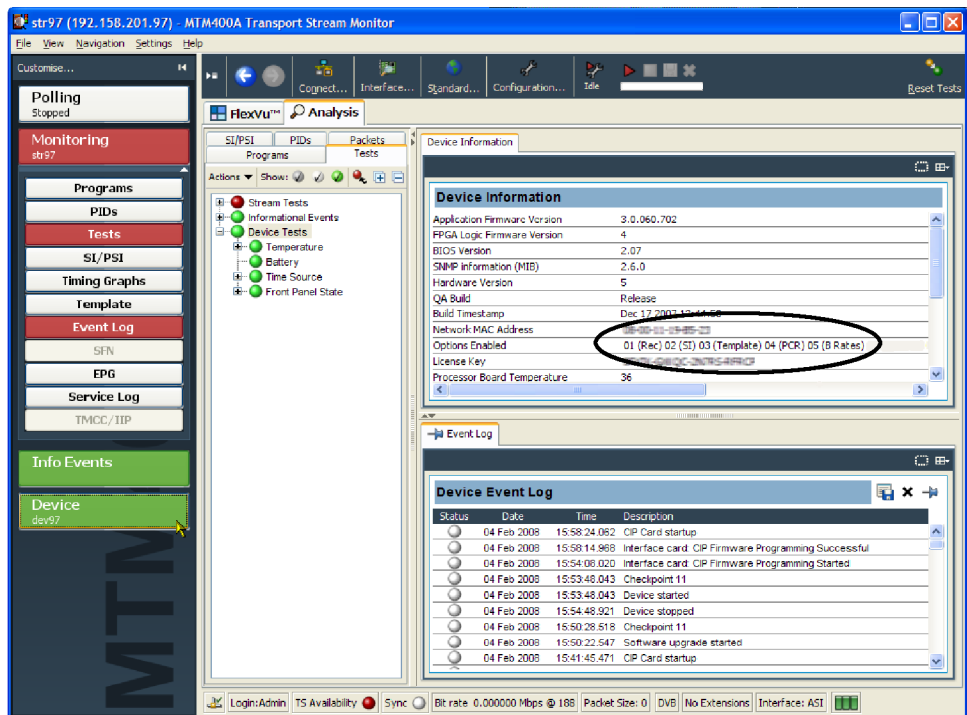 str97 (192.158.201.97) - MTM400A Transport Stream Monitor
File View Navigation Settings Help
Customise...
Polling
Stopped
Monitoring
str97
Programs
PIDs
Tests
SI/PSI
Timing Graphs
Template
Event Log
SFN
EPG
Service Log
TMCC/IIP
Info Events
Device
dev97
MTM
Connect... Interface... Standard... Configuration... Idle Reset Tests
FlexVu™ Analysis
SI/PSI PIDs Packets
Programs Tests
Actions Show:
Stream Tests
Informational Events
Device Tests
Temperature
Battery
Time Source
Front Panel State
Device Information
Device Information
Application Firmware Version 3.0.060.702
FPGA Logic Firmware Version 4
BIOS Version 2.07
SNMP information (MIB) 2.6.0
Hardware Version 5
QA Build Release
Build Timestamp Dec 17 2007
Network MAC Address
Options Enabled 01 (Rec) 02 (SI) 03 (Template) 04 (PCR) 05 (B Rates)
License Key
Processor Board Temperature 36
Event Log
Device Event Log
Status Date Time Description
04 Feb 2008 15:58:24.062 CIP Card startup
04 Feb 2008 15:58:14.968 Interface card: CIP Firmware Programming Successful
04 Feb 2008 15:54:08.020 Interface card: CIP Firmware Programming Started
04 Feb 2008 15:53:48.043 Checkpoint 11
04 Feb 2008 15:53:48.043 Device started
04 Feb 2008 15:54:48.921 Device stopped
04 Feb 2008 15:50:28.518 Checkpoint 11
04 Feb 2008 15:50:22.547 Software upgrade started
04 Feb 2008 15:41:45.471 CIP Card startup
Login:Admin TS Availability Sync Bit rate 0.000000 Mbps @ 188 Packet Size: 0 DVB No Extensions Interface: ASI